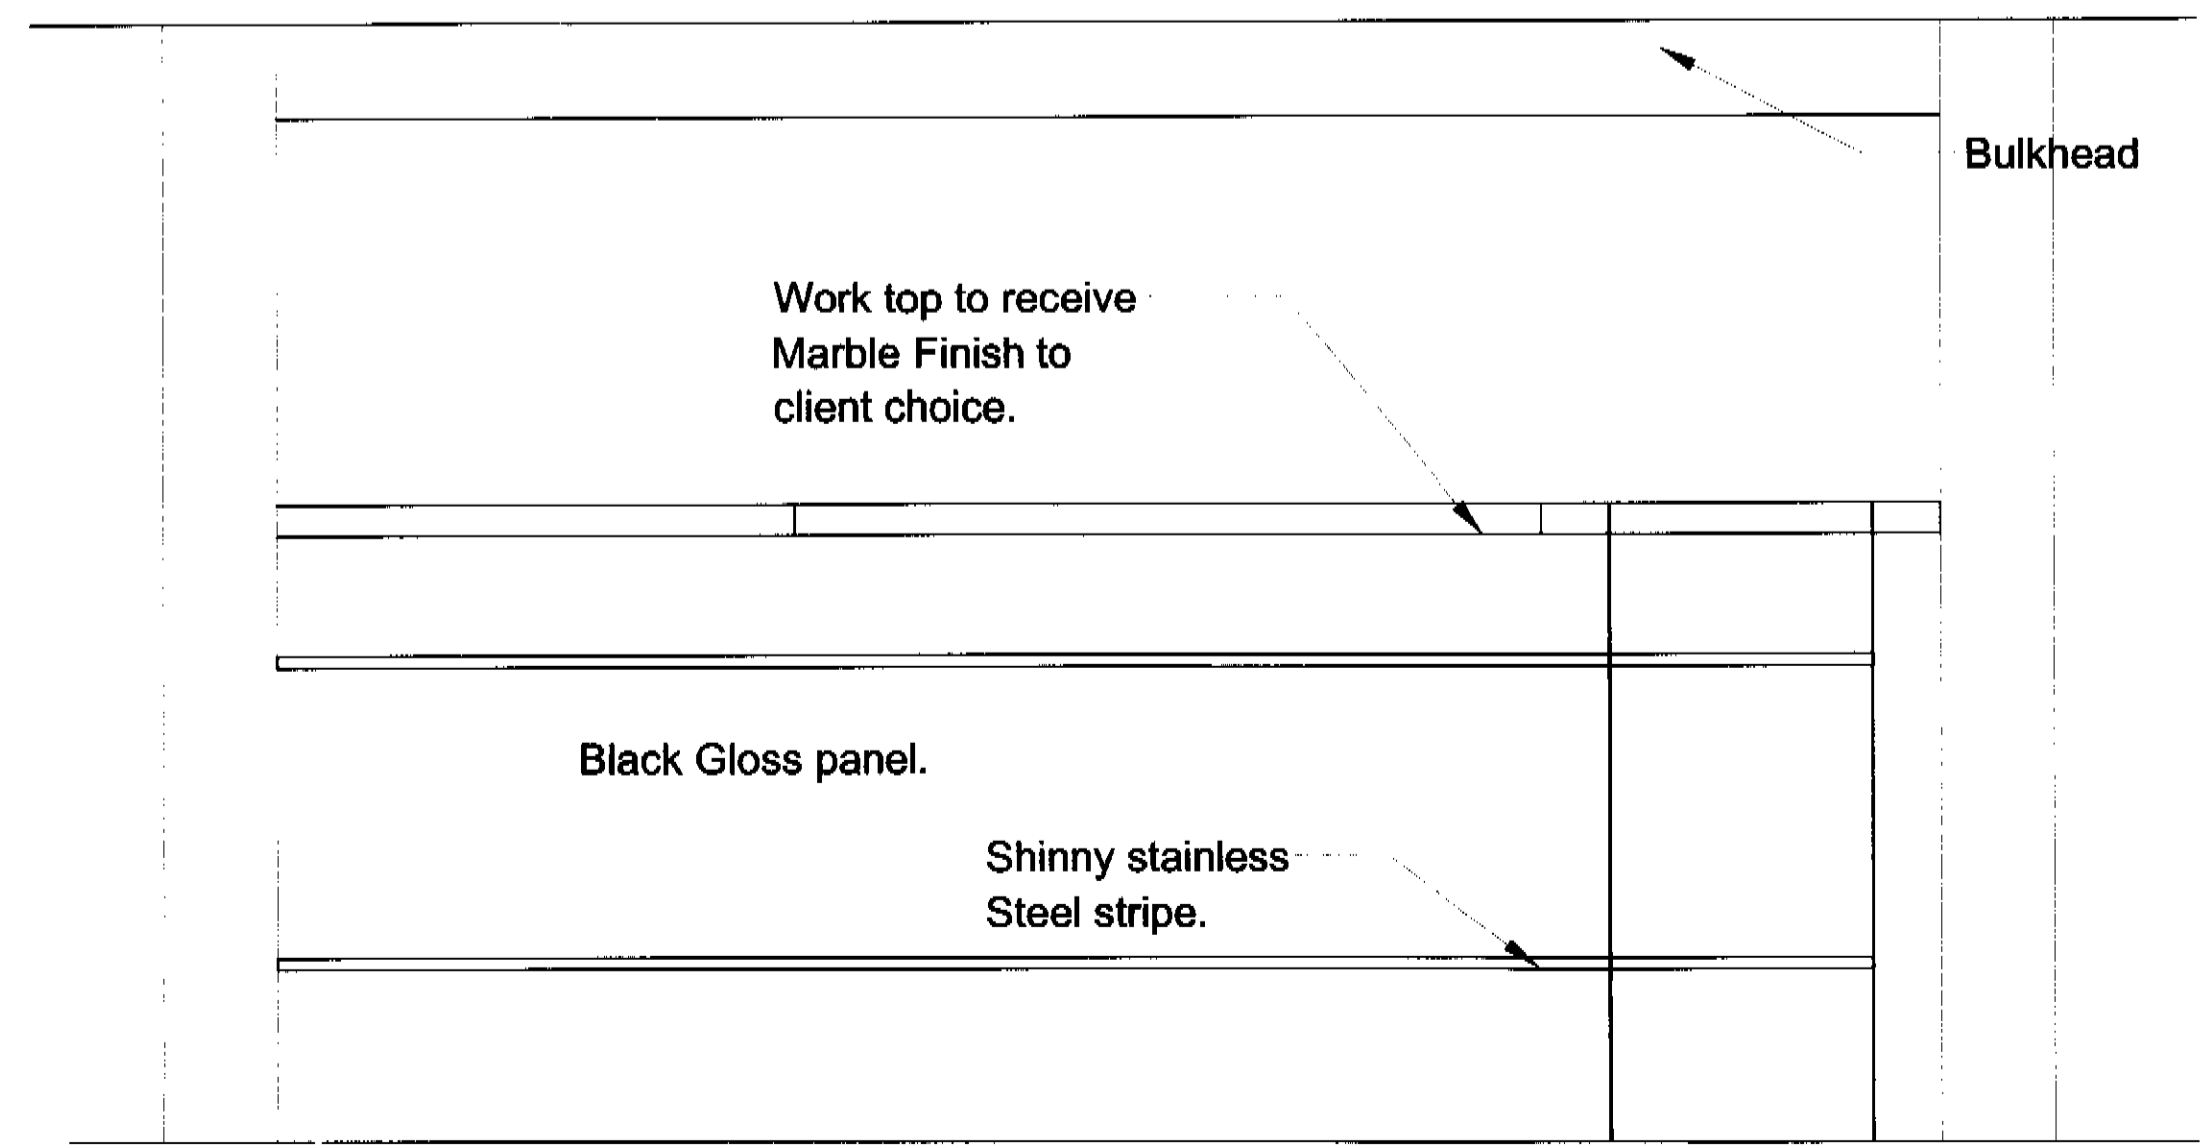 Bulkhead
Work top to receive
Marble Finish to
client choice.
Black Gloss panel.
Shinny stainless
Steel stripe.